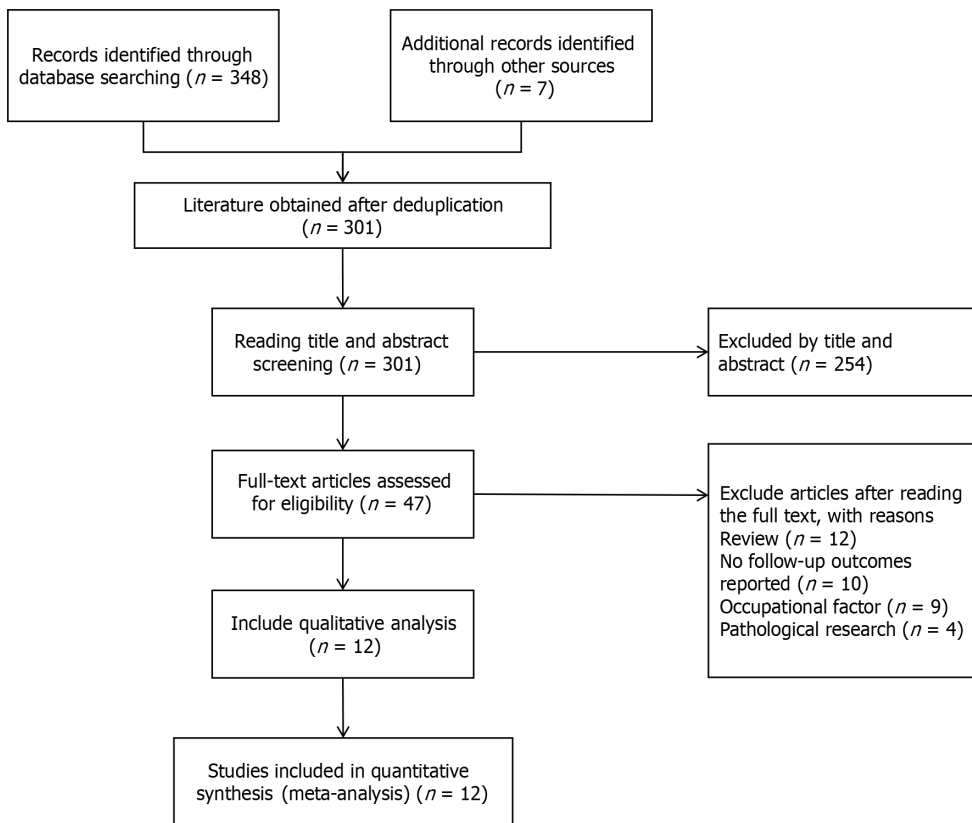 Records identified through
database searching (n = 348)
Additional records identified
through other sources
(n = 7)
Literature obtained after deduplication
(n = 301)
Reading title and abstract
screening (n = 301)
Excluded by title and
abstract (n = 254)
Full-text articles assessed
for eligibility (n = 47)
Exclude articles after reading
the full text, with reasons
Review (n = 12)
No follow-up outcomes
reported (n = 10)
Occupational factor (n = 9)
Pathological research (n = 4)
Include qualitative analysis
(n = 12)
Studies included in quantitative
synthesis (meta-analysis) (n = 12)